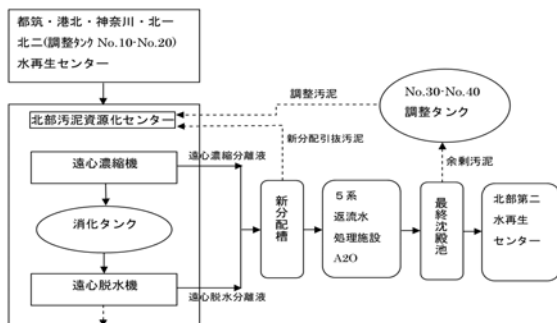 都筑・港北・神奈川・北一
北二(調整タンク No.10-No.20)
水再生センター
北部汚泥資源化センター
遠心濃縮機
消化タンク
遠心脱水機
調整汚泥
新分配引抜汚泥
遠心濃縮分離液
遠心脱水分離液
新分配槽
5系
返流水
処理施設
A2O
No.30-No.40
調整タンク
余剰汚泥
最終沈殿池
北部第二
水再生
センター